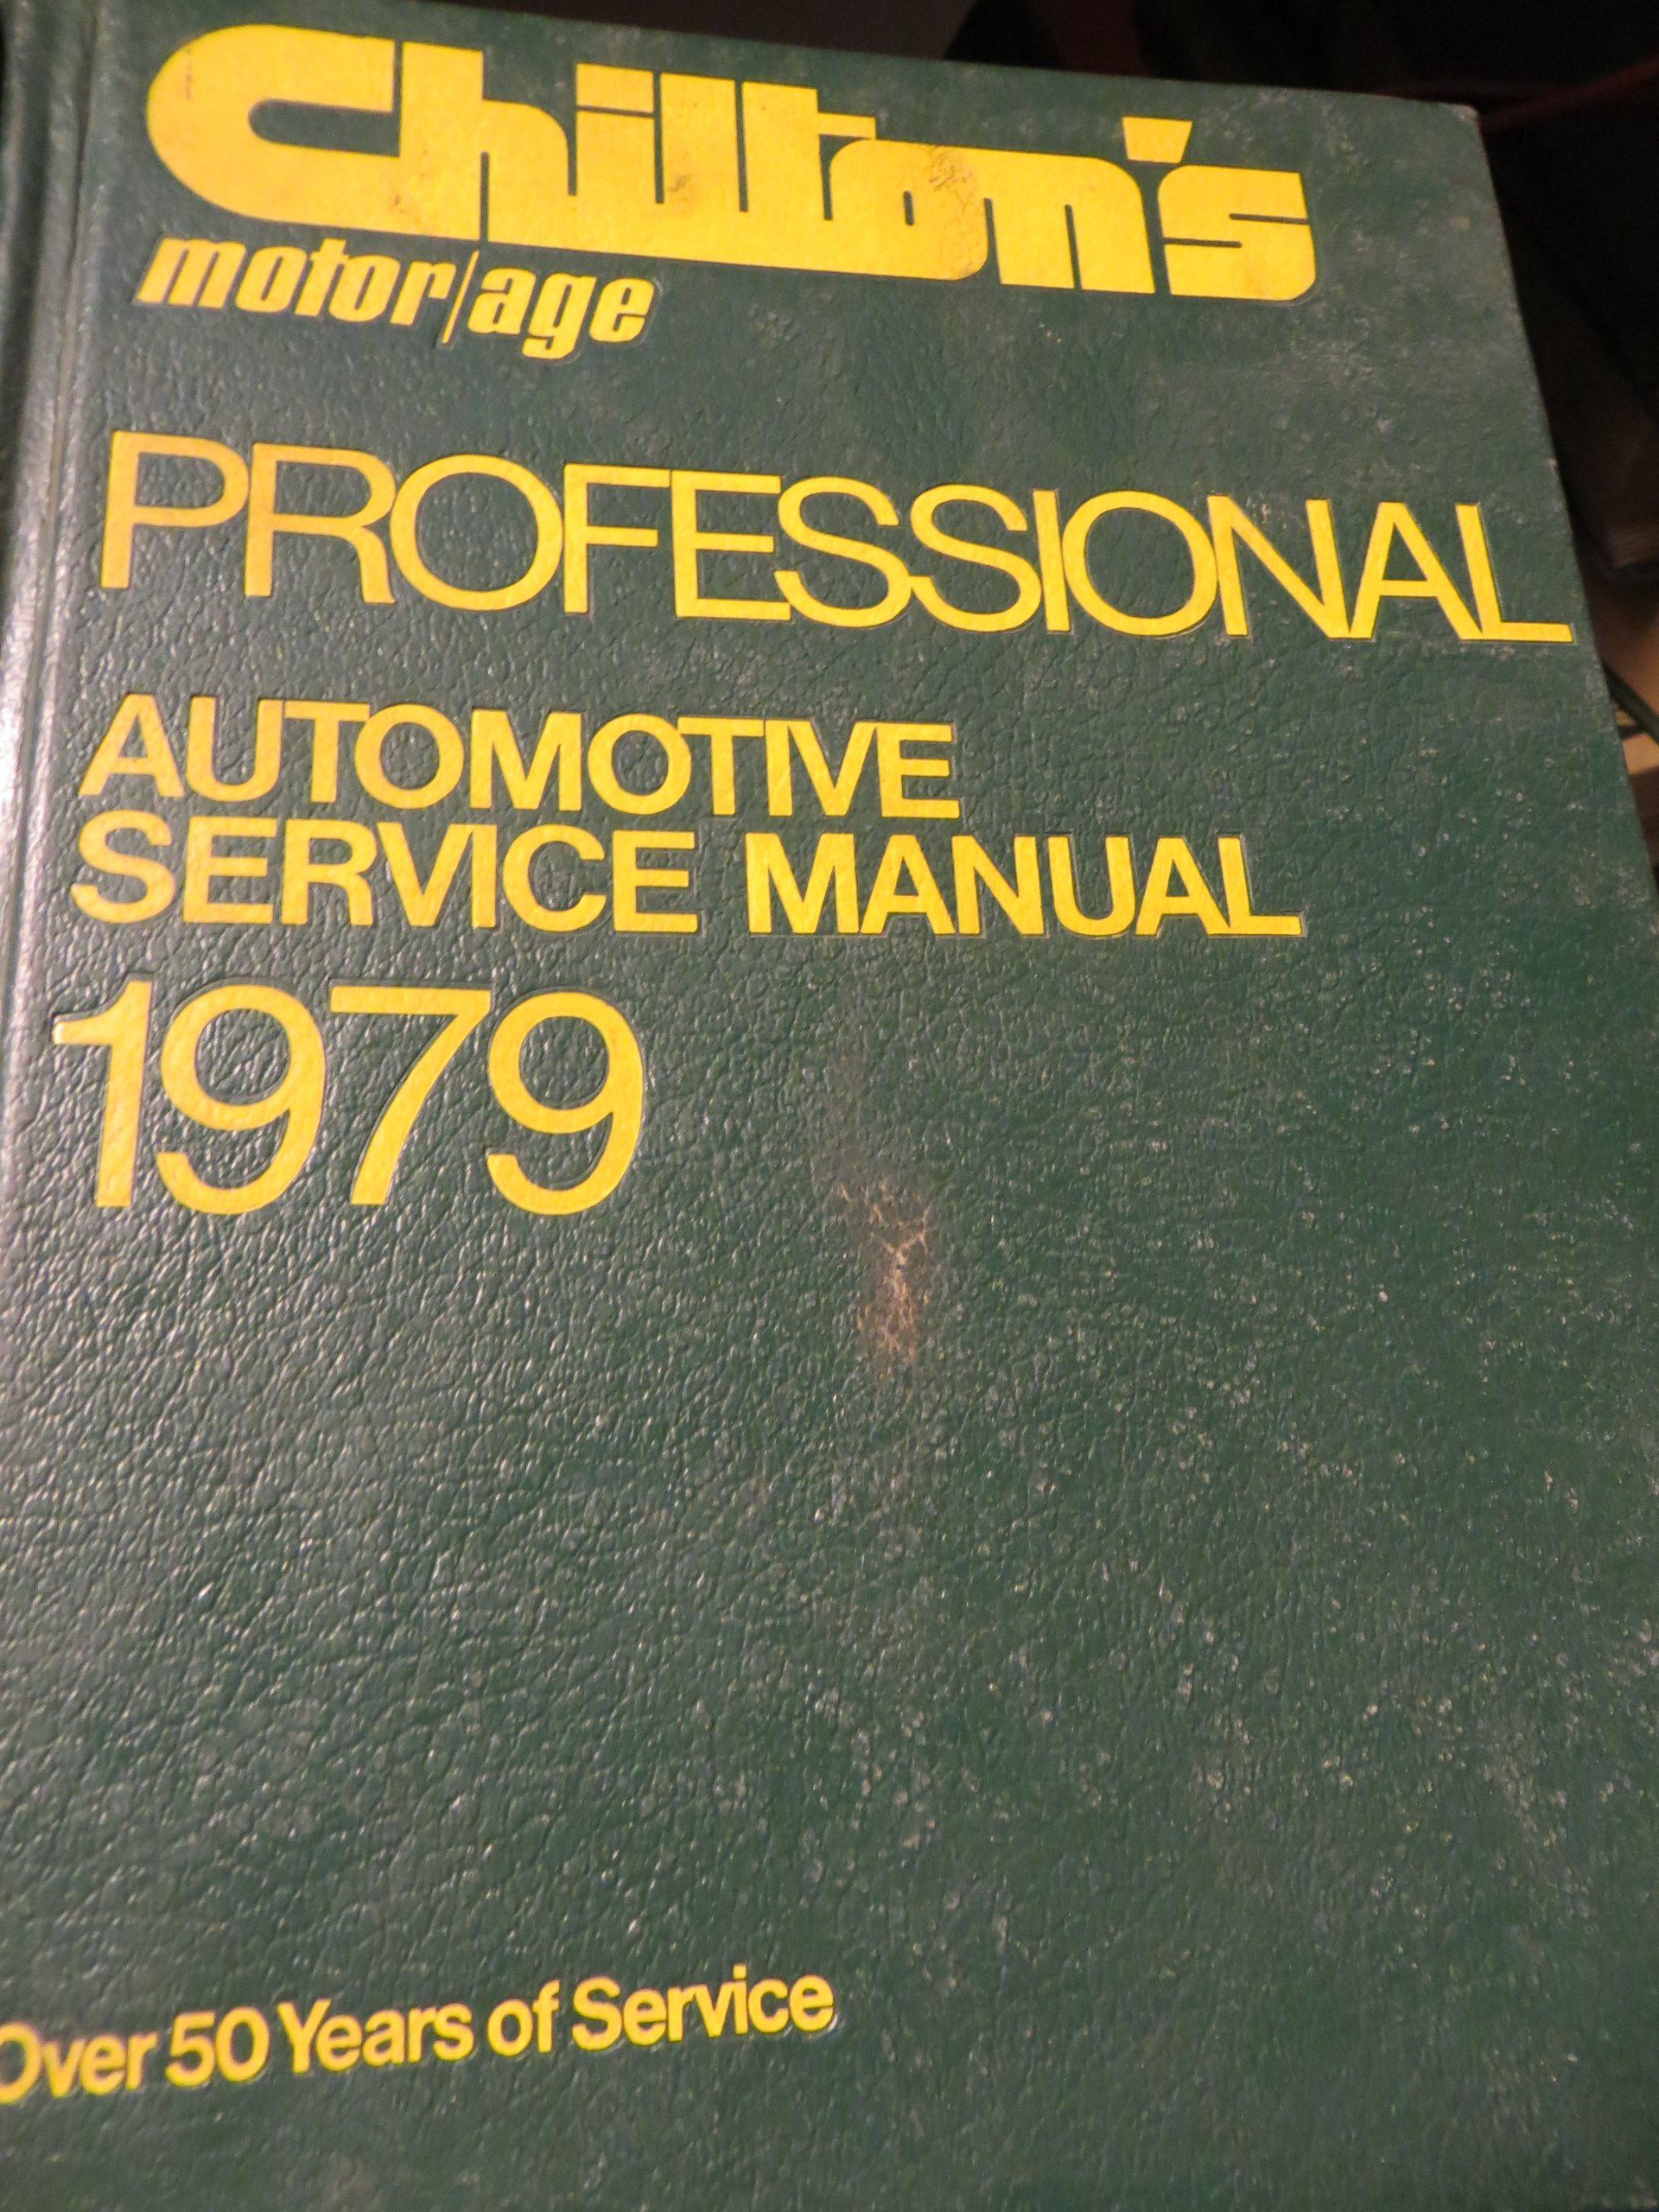 Chilton's
motor/age
PROFESSIONAL
AUTOMOTIVE
SERVICE MANUAL
1979
Over 50 Years of Service